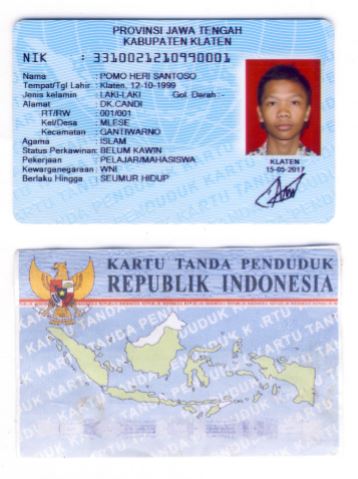 PROVINSI JAWA TENGAH
KABUPATEN KLATEN
NIK : 3310021210990001
Nama : POMO HERI SANTOSO
Tempat/Tgl Lahir : Klaten, 12-10-1999
Jenis kelamin : LAKI-LAKI Gol. Darah :-
Alamat : DK.CANDI
RT/RW : 001/001
Kel/Desa : MLESE
Kecamatan : GANTIWARNO
Agama : ISLAM
Status Perkawinan: BELUM KAWIN
Pekerjaan : PELAJAR/MAHASISWA
Kewarganegaraan : WNI
Berlaku Hingga : SEUMUR HIDUP
KLATEN
15-05-2017
KARTU TANDA PENDUDUK
REPUBLIK INDONESIA